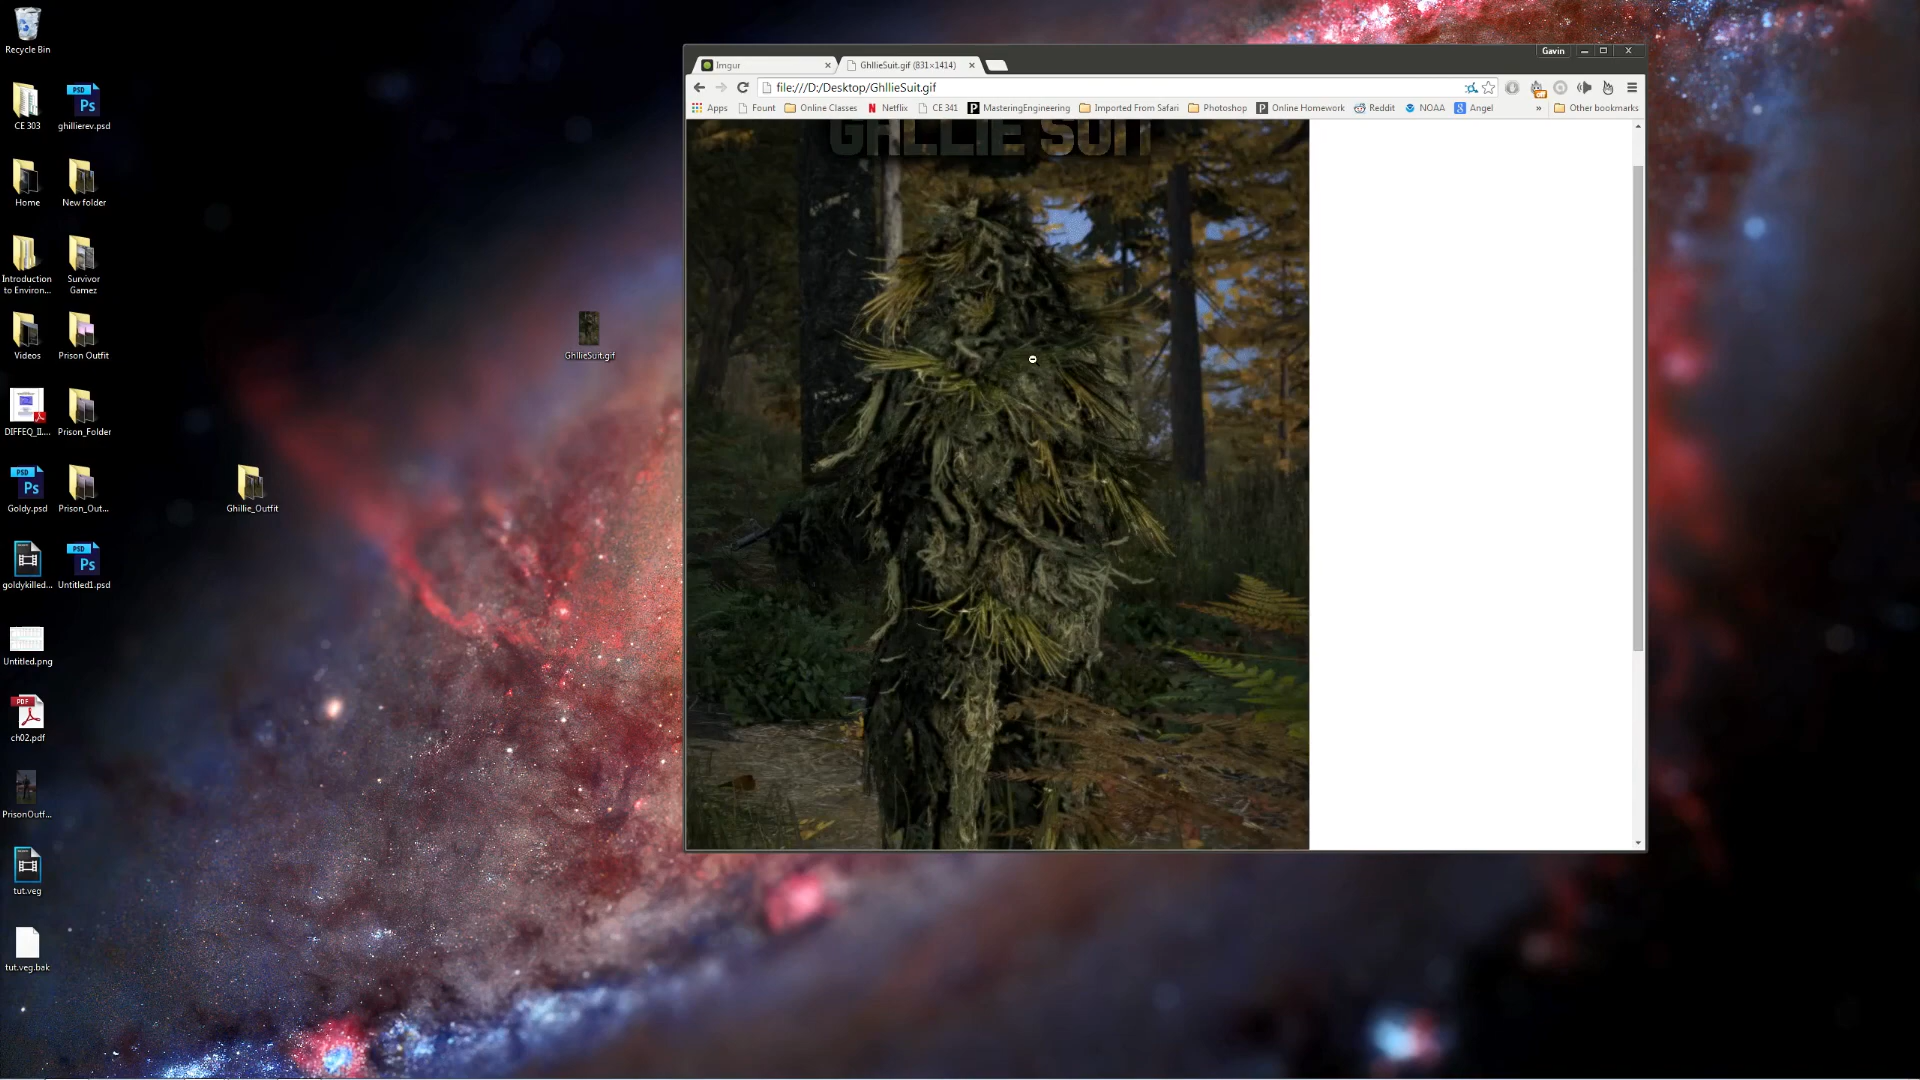 Recycle Bin
CE 303
ghillierev.psd
Home
New folder
Introduction
to Environ...
Survivor
Gamez
Videos
Prison Outfit
DIFFEQ_II....
Prison_Folder
Goldy.psd
Prison_Out...
goldykilled...
Untitled1.psd
Untitled.png
ch02.pdf
PrisonOutf...
tut.veg
tut.veg.bak
Ghillie_Outfit
GhllieSuit.gif
Gavin
Imgur
GhllieSuit.gif (831×1414)
file:///D:/Desktop/GhllieSuit.gif
Apps
Fount
Online Classes
Netflix
CE 341
MasteringEngineering
Imported From Safari
Photoshop
Online Homework
Reddit
NOAA
Angel
»
Other bookmarks
GALLIE SUIT